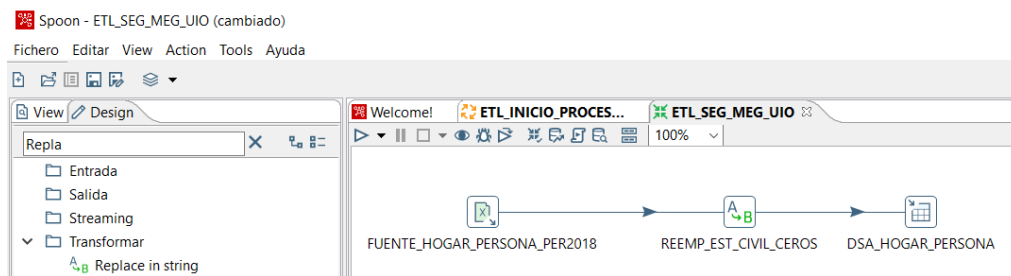 Spoon - ETL_SEG_MEG_UIO (cambiado)
Fichero Editar View Action Tools Ayuda
View Design Welcome! ETL_INICIO_PROCES... ETL_SEG_MEG_UIO
Repla 100%
Entrada
Salida
Streaming
Transformar
Replace in string
FUENTE_HOGAR_PERSONA_PER2018 REEMP_EST_CIVIL_CEROS DSA_HOGAR_PERSONA